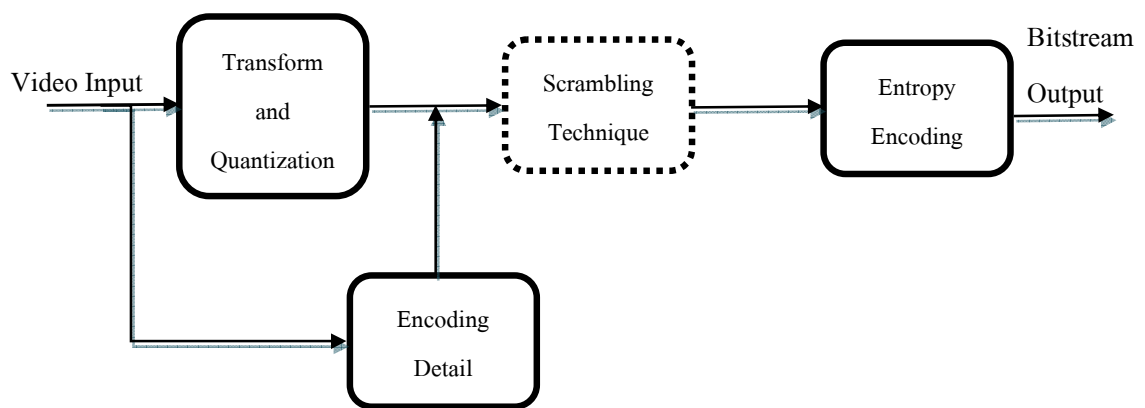 Video Input
Transform
and
Quantization
Scrambling
Technique
Entropy
Encoding
Bitstream
Output
Encoding
Detail